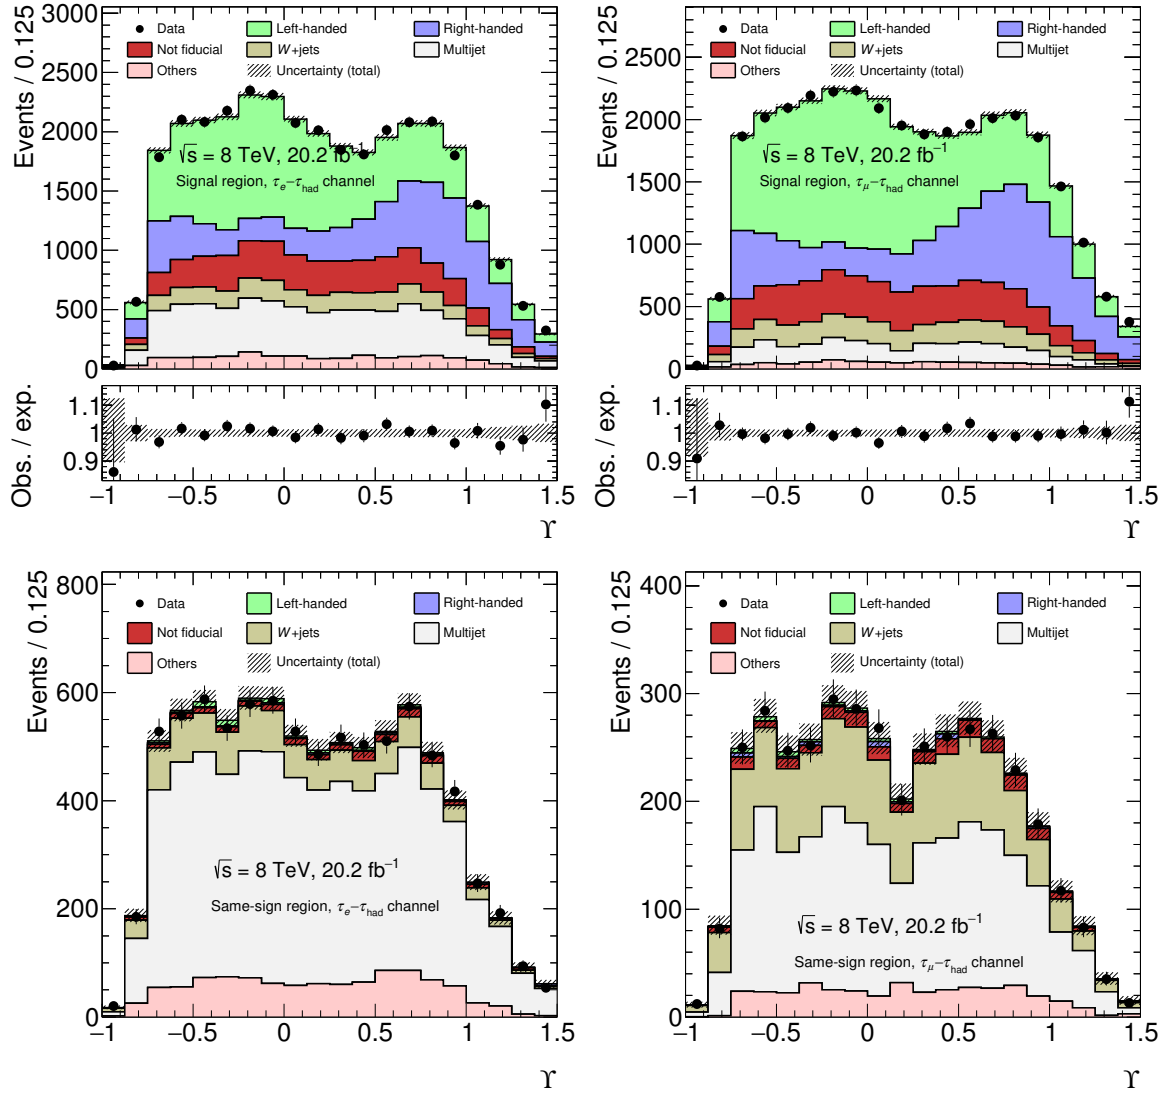 Events / 0.125
3000
2500
2000
1500
1000
500
0
Data
Left-handed
Right-handed
Not fiducial
W+jets
Multijet
Others
Uncertainty (total)
√s = 8 TeV, 20.2 fb⁻¹
Signal region, τe−τhad channel
Obs. / exp.
1.1
1
0.9
−1 −0.5 0 0.5 1 1.5
ϒ
Events / 0.125
2500
2000
1500
1000
500
0
Data
Left-handed
Right-handed
Not fiducial
W+jets
Multijet
Others
Uncertainty (total)
√s = 8 TeV, 20.2 fb⁻¹
Signal region, τμ−τhad channel
Obs. / exp.
1.1
1
0.9
−1 −0.5 0 0.5 1 1.5
ϒ
Events / 0.125
800
600
400
200
0
Data
Left-handed
Right-handed
Not fiducial
W+jets
Multijet
Others
Uncertainty (total)
√s = 8 TeV, 20.2 fb⁻¹
Same-sign region, τe−τhad channel
−1 −0.5 0 0.5 1 1.5
ϒ
Events / 0.125
400
300
200
100
0
Data
Left-handed
Right-handed
Not fiducial
W+jets
Multijet
Others
Uncertainty (total)
√s = 8 TeV, 20.2 fb⁻¹
Same-sign region, τμ−τhad channel
−1 −0.5 0 0.5 1 1.5
ϒ